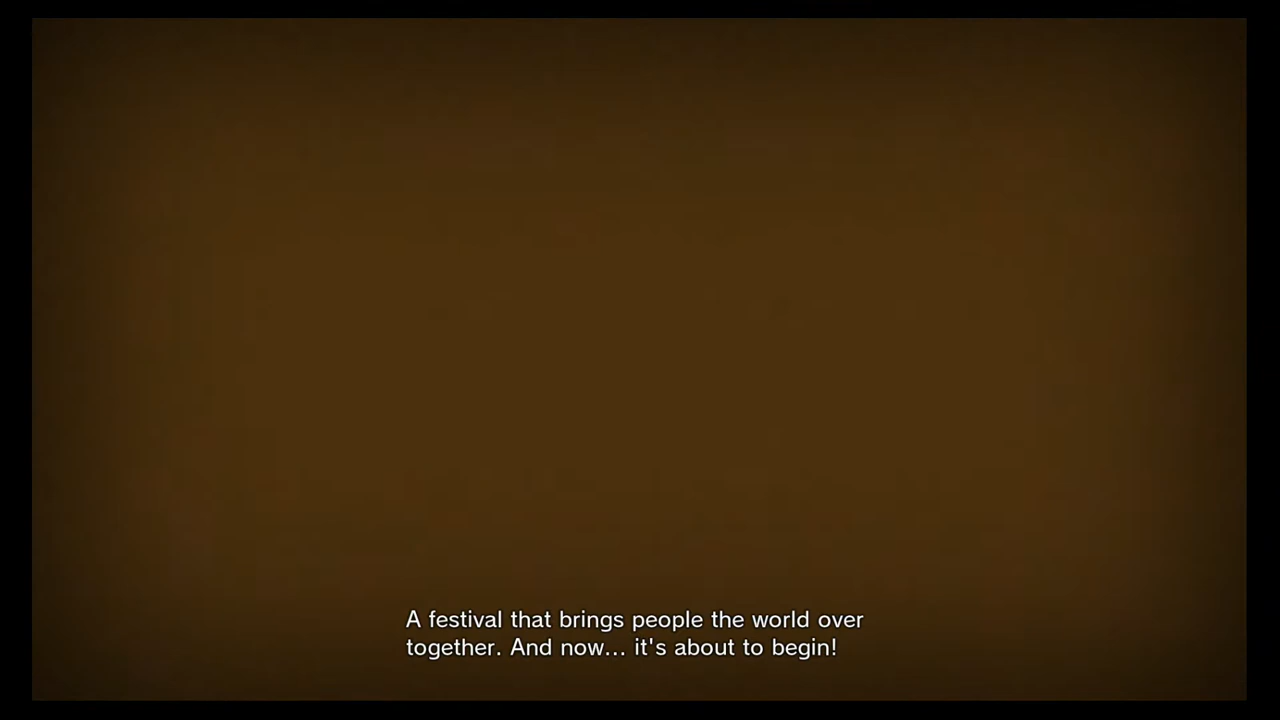 A festival that brings people the world over
together. And now... it's about to begin!